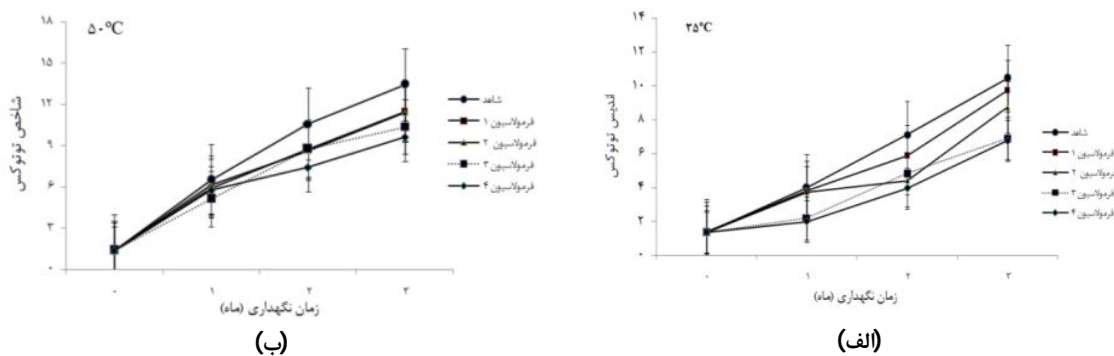 ۳۵°C
اندیس توتوکس
۱۴
۱۲
۱۰
۸
۶
۴
۲
۰
۰ ۱ ۲ ۳
زمان نگهداری (ماه)
شاهد
فرمولاسیون ۱
فرمولاسیون ۲
فرمولاسیون ۳
فرمولاسیون ۴
(الف)
۵۰°C
شاخص توتوکس
۱۸
۱۵
۱۲
۹
۶
۳
۰
۰ ۱ ۲ ۳
زمان نگهداری (ماه)
شاهد
فرمولاسیون ۱
فرمولاسیون ۲
فرمولاسیون ۳
فرمولاسیون ۴
(ب)